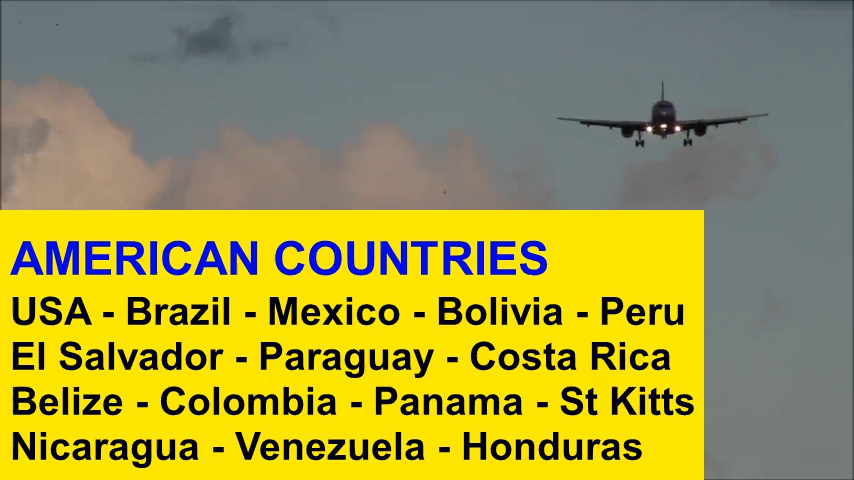 AMERICAN COUNTRIES
USA - Brazil - Mexico - Bolivia - Peru
El Salvador - Paraguay - Costa Rica
Belize - Colombia - Panama - St Kitts
Nicaragua - Venezuela - Honduras